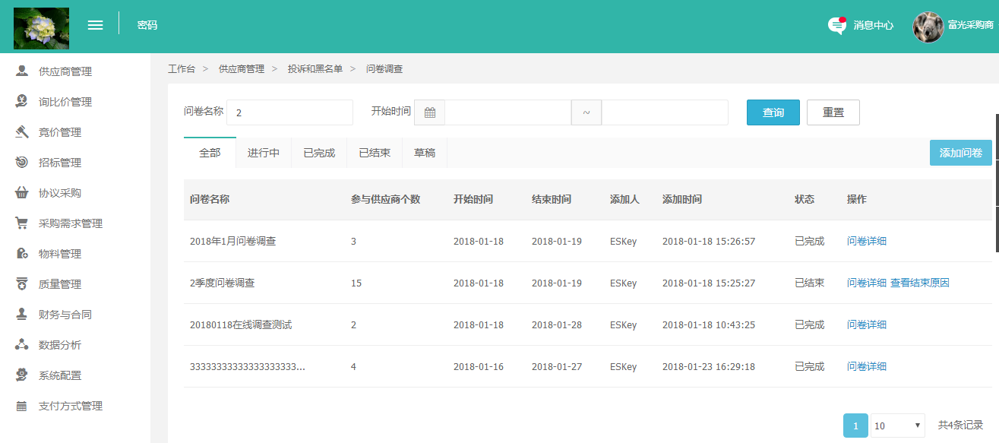 密码
消息中心
富光采购商
供应商管理
询比价管理
竞价管理
招标管理
协议采购
采购需求管理
物料管理
质量管理
财务与合同
数据分析
系统配置
支付方式管理
工作台 > 供应商管理 > 投诉和黑名单 > 问卷调查
问卷名称 2 开始时间 ~ 查询 重置
全部 进行中 已完成 已结束 草稿 添加问卷
问卷名称 参与供应商个数 开始时间 结束时间 添加人 添加时间 状态 操作
2018年1月问卷调查 3 2018-01-18 2018-01-19 ESKey 2018-01-18 15:26:57 已完成 问卷详细
2季度问卷调查 15 2018-01-18 2018-01-19 ESKey 2018-01-18 15:25:27 已结束 问卷详细 查看结束原因
20180118在线调查测试 2 2018-01-18 2018-01-28 ESKey 2018-01-18 10:43:25 已完成 问卷详细
33333333333333333333... 4 2018-01-16 2018-01-27 ESKey 2018-01-23 16:29:18 已完成 问卷详细
1 10 共4条记录